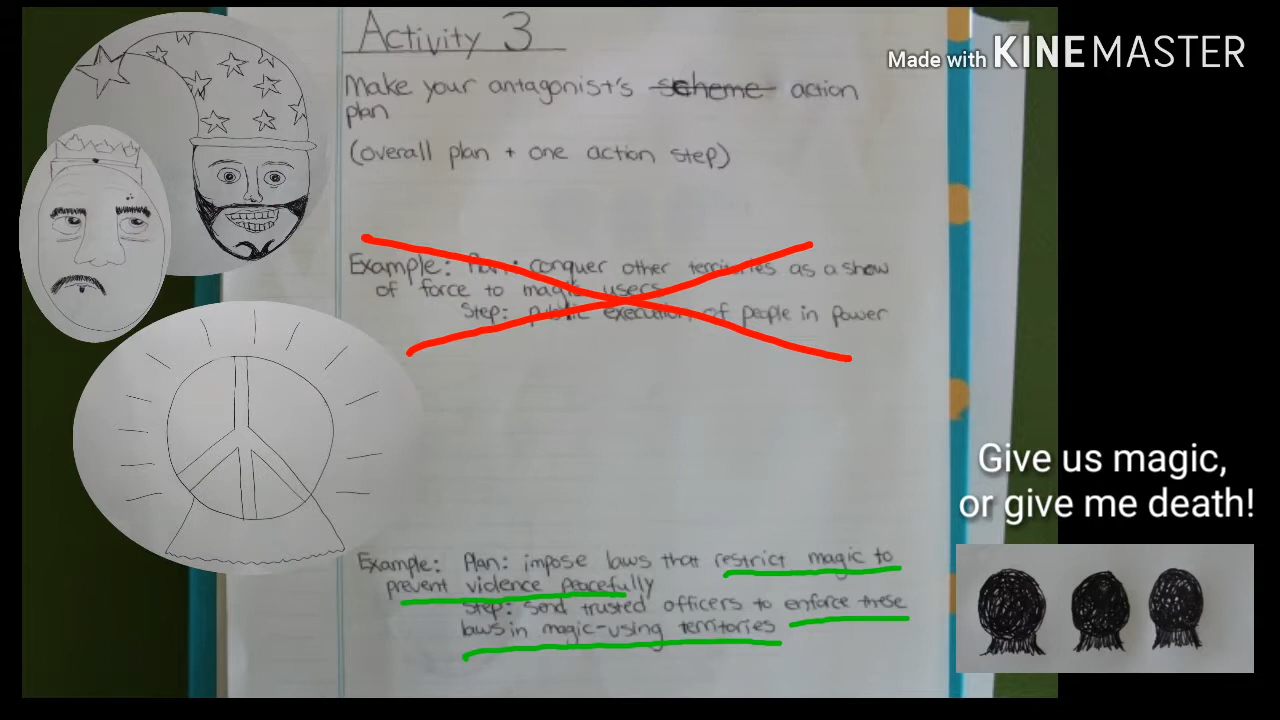 Activity 3
Made with KINEMASTER
Make your antagonist's scheme action
plan
(overall plan + one action step)
Example: Plan: conquer other territories as a show
of force to magic users
Step: public execution of people in power
Give us magic,
or give me death!
Example: Plan: impose laws that restrict magic to
prevent violence peacefully
Step: Send trusted officers to enforce these
laws in magic-using territories